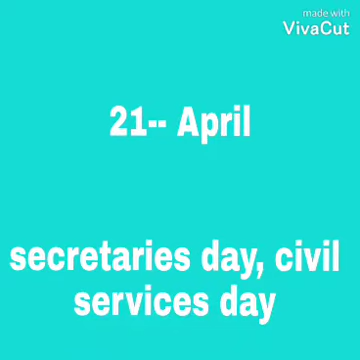 made with
VivaCut
21-- April
secretaries day, civil
services day